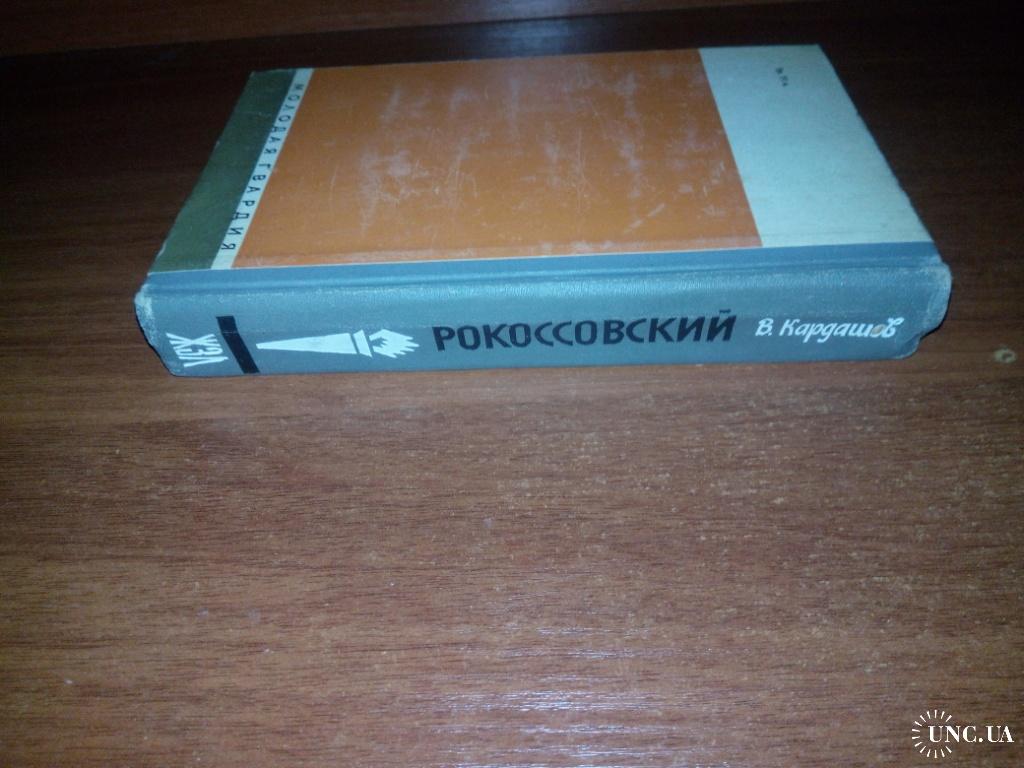 МОЛОДАЯ ГВАРДИЯ
ЖЗЛ
РОКОССОВСКИЙ
В. Кардашов
UNC.UA